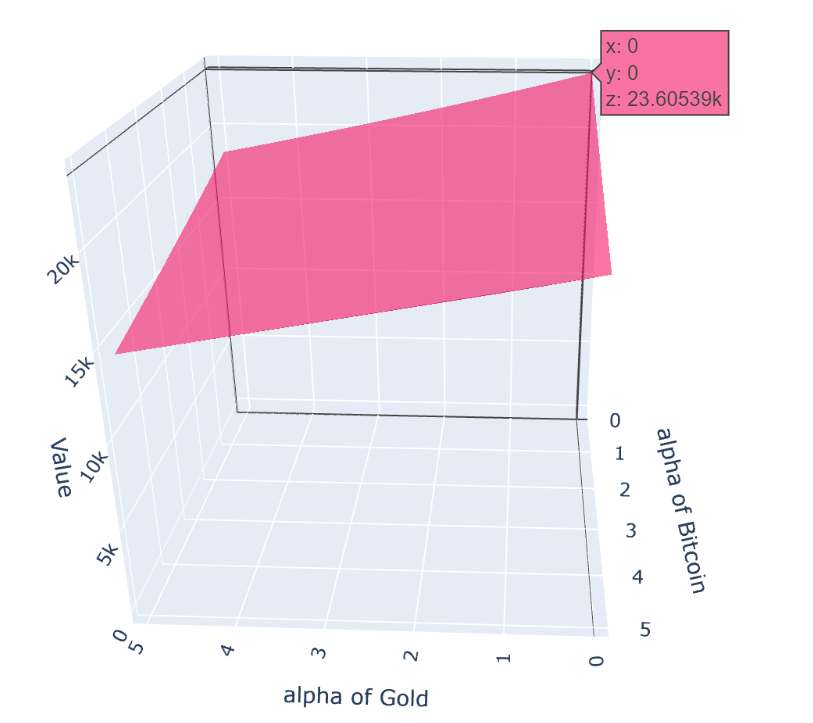 x: 0
y: 0
z: 23.60539k
20k
15k
10k
5k
0
Value
0
1
2
3
4
5
alpha of Bitcoin
5
4
3
2
1
0
alpha of Gold